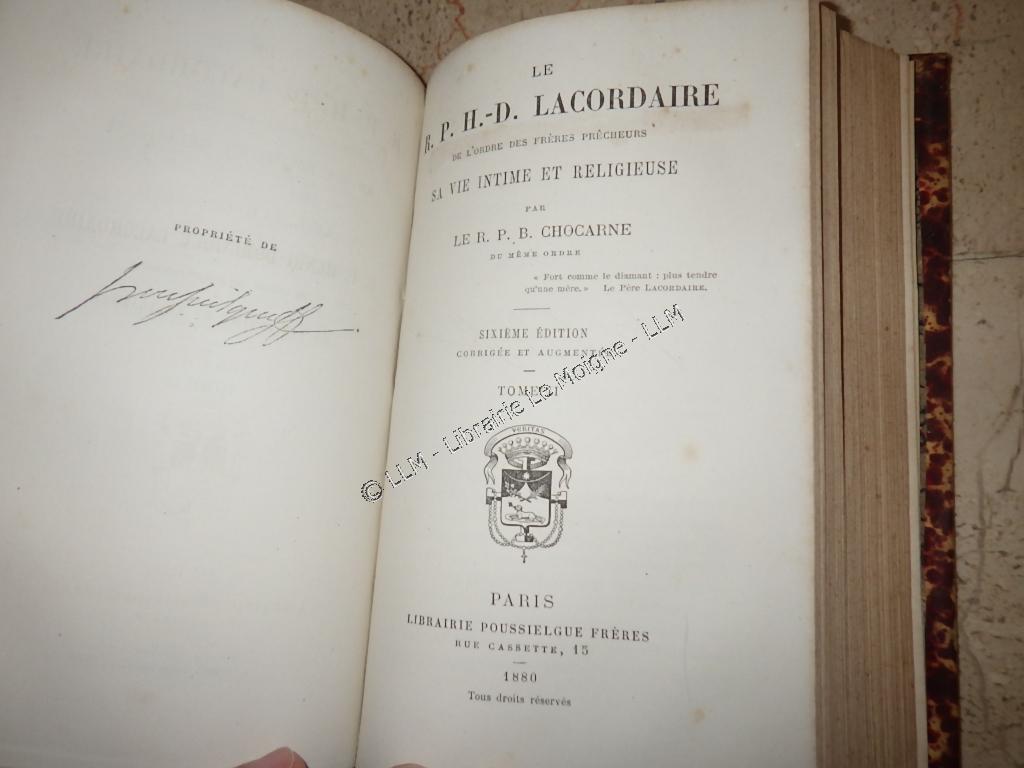 PROPRIÉTÉ DE
LE
R. P. H.-D. LACORDAIRE
DE L'ORDRE DES FRÈRES PRÊCHEURS
SA VIE INTIME ET RELIGIEUSE
PAR
LE R. P. B. CHOCARNE
DU MÊME ORDRE
« Fort comme le diamant : plus tendre
qu'une mère. » Le Père LACORDAIRE.
SIXIÈME ÉDITION
CORRIGÉE ET AUGMENTÉE
TOME
VERITAS
PARIS
LIBRAIRIE POUSSIELGUE FRÈRES
RUE CASSETTE, 15
1880
Tous droits réservés
© LLM - Librairie Le Moigne - LLM